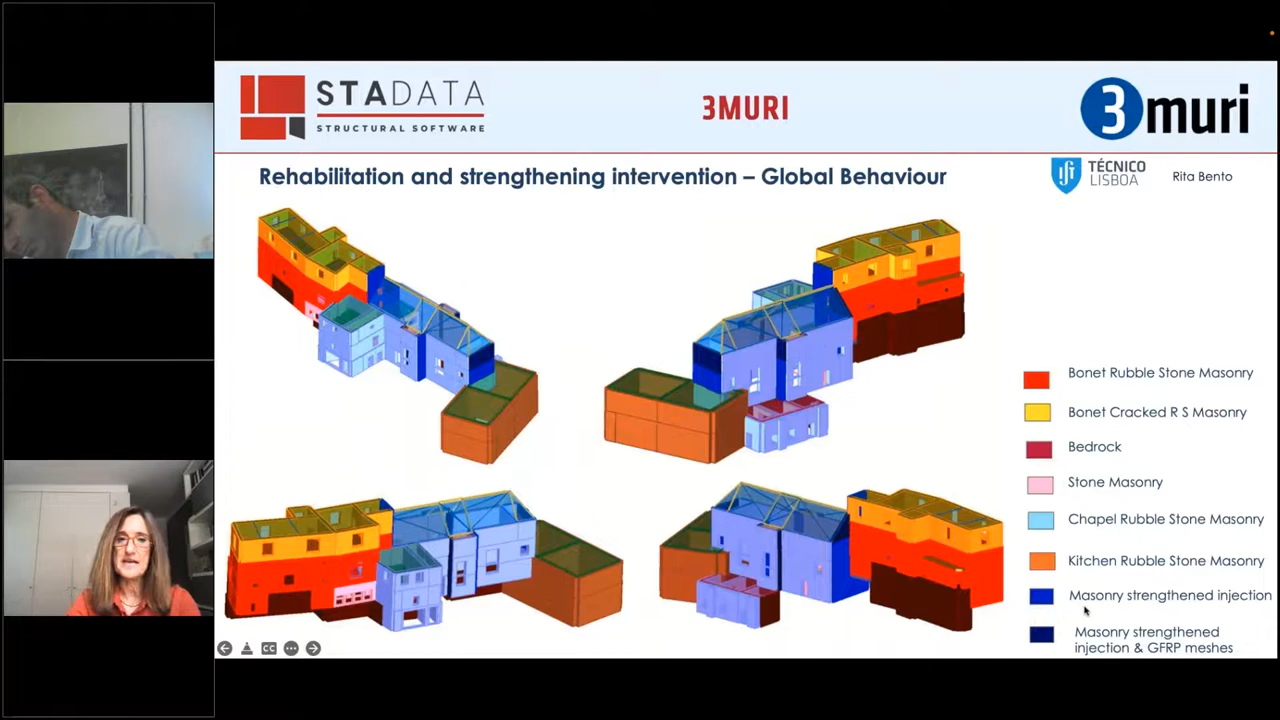 STADATA
STRUCTURAL SOFTWARE
3MURI
3muri
Rehabilitation and strengthening intervention – Global Behaviour
TÉCNICO
LISBOA
Rita Bento
Bonet Rubble Stone Masonry
Bonet Cracked R S Masonry
Bedrock
Stone Masonry
Chapel Rubble Stone Masonry
Kitchen Rubble Stone Masonry
Masonry strengthened injection
Masonry strengthened
injection & GFRP meshes
CC